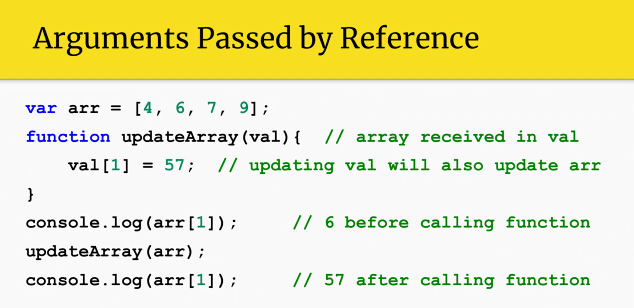 Arguments Passed by Reference
var arr = [4, 6, 7, 9];
function updateArray(val){  // array received in val
    val[1] = 57;  // updating val will also update arr
}
console.log(arr[1]);     // 6 before calling function
updateArray(arr);
console.log(arr[1]);     // 57 after calling function